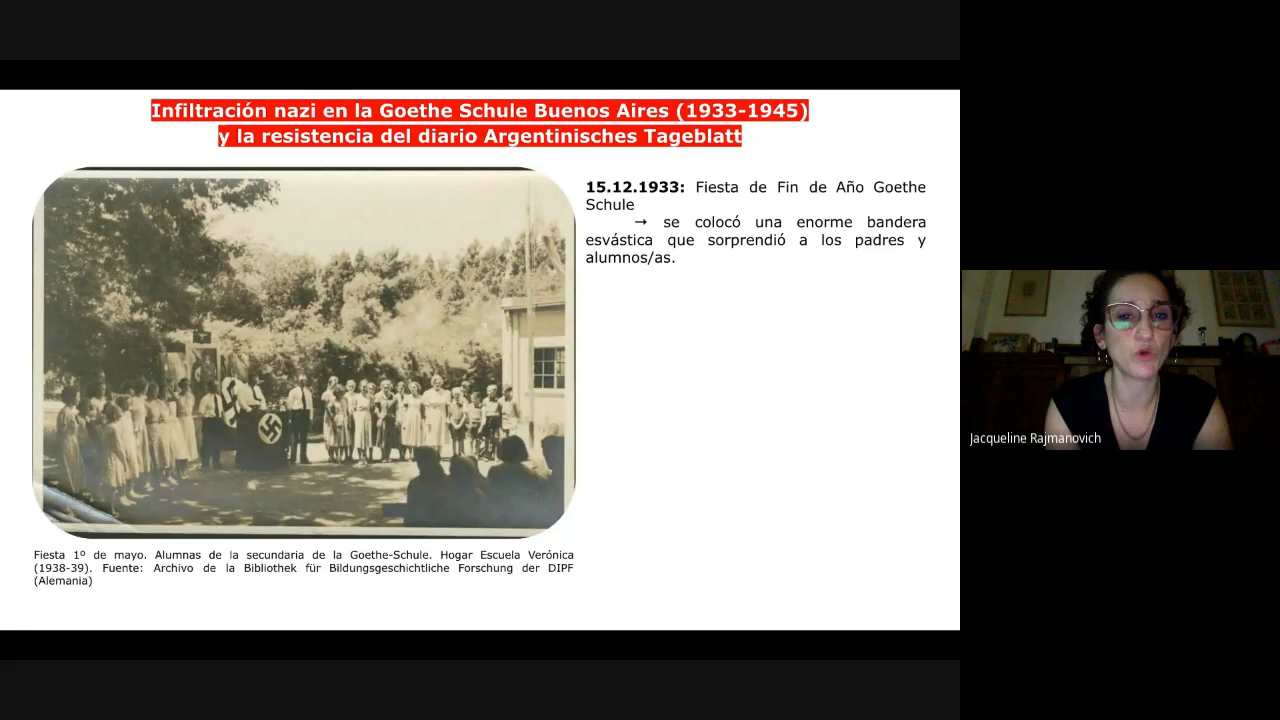 Infiltración nazi en la Goethe Schule Buenos Aires (1933-1945)
y la resistencia del diario Argentinisches Tageblatt
15.12.1933: Fiesta de Fin de Año Goethe
Schule
→ se colocó una enorme bandera
esvástica que sorprendió a los padres y
alumnos/as.
Fiesta 1º de mayo. Alumnas de la secundaria de la Goethe-Schule. Hogar Escuela Verónica
(1938-39). Fuente: Archivo de la Bibliothek für Bildungsgeschichtliche Forschung der DIPF
(Alemania)
Jacqueline Rajmanovich